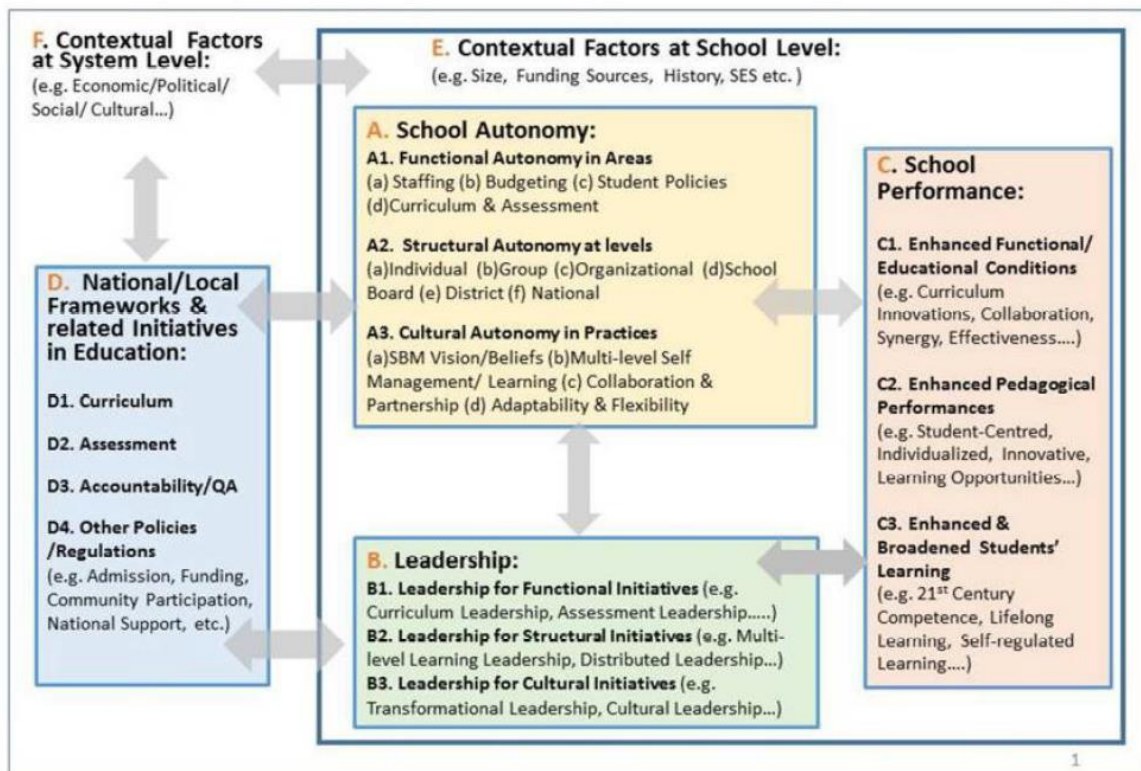 F. Contextual Factors
at System Level:
(e.g. Economic/Political/
Social/ Cultural...)
E. Contextual Factors at School Level:
(e.g. Size, Funding Sources, History, SES etc. )
A. School Autonomy:
A1. Functional Autonomy in Areas
(a) Staffing (b) Budgeting (c) Student Policies
(d)Curriculum & Assessment
A2. Structural Autonomy at levels
(a)Individual (b)Group (c)Organizational (d)School
Board (e) District (f) National
A3. Cultural Autonomy in Practices
(a)SBM Vision/Beliefs (b)Multi-level Self
Management/ Learning (c) Collaboration &
Partnership (d) Adaptability & Flexibility
D. National/Local
Frameworks &
related Initiatives
in Education:
D1. Curriculum
D2. Assessment
D3. Accountability/QA
D4. Other Policies
/Regulations
(e.g. Admission, Funding,
Community Participation,
National Support, etc.)
B. Leadership:
B1. Leadership for Functional Initiatives (e.g.
Curriculum Leadership, Assessment Leadership.....)
B2. Leadership for Structural Initiatives (e.g. Multi-
level Learning Leadership, Distributed Leadership...)
B3. Leadership for Cultural Initiatives (e.g.
Transformational Leadership, Cultural Leadership...)
C. School
Performance:
C1. Enhanced Functional/
Educational Conditions
(e.g. Curriculum
Innovations, Collaboration,
Synergy, Effectiveness....)
C2. Enhanced Pedagogical
Performances
(e.g. Student-Centred,
Individualized, Innovative,
Learning Opportunities...)
C3. Enhanced &
Broadened Students’
Learning
(e.g. 21st Century
Competence, Lifelong
Learning, Self-regulated
Learning....)
1